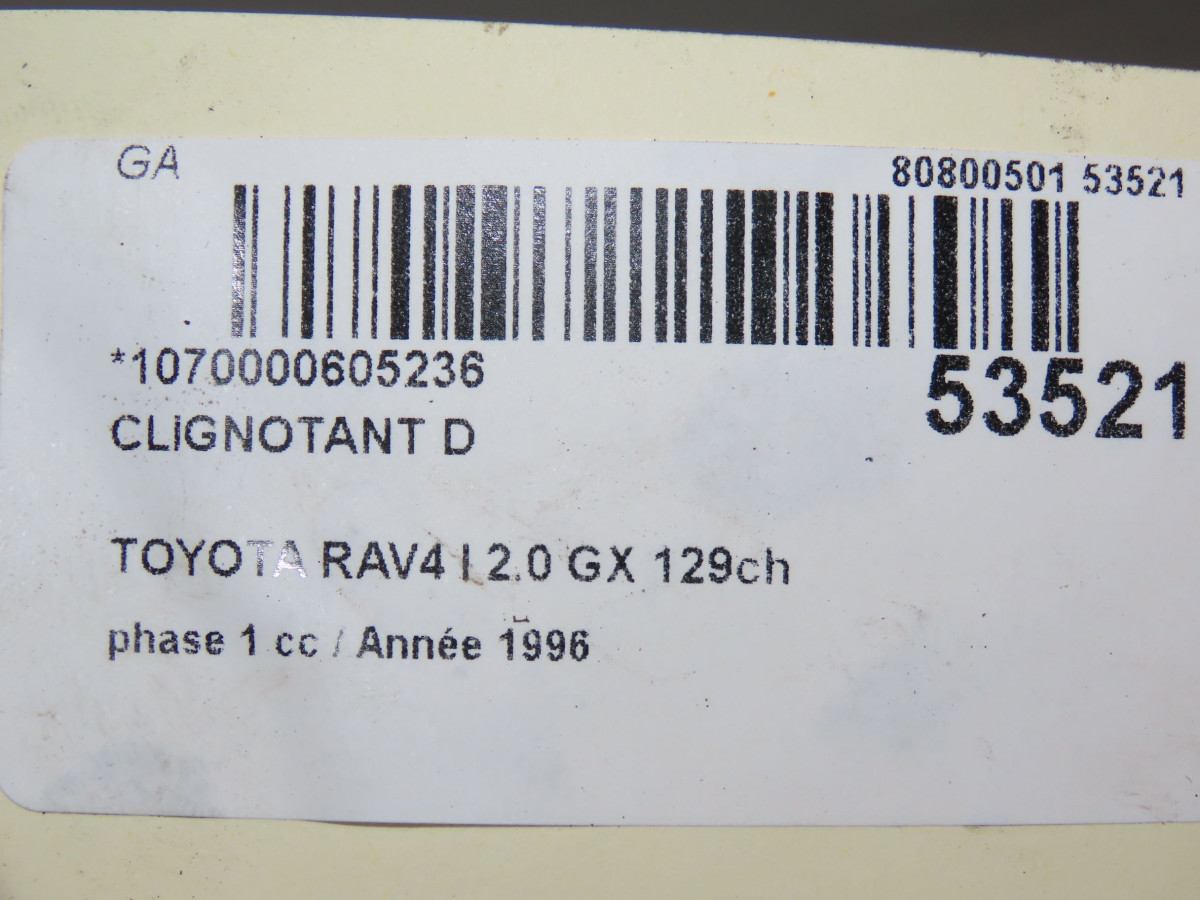 GA
80800501 53521
*1070000605236
53521
CLIGNOTANT D
TOYOTA RAV4 I 2.0 GX 129ch
phase 1 cc / Année 1996